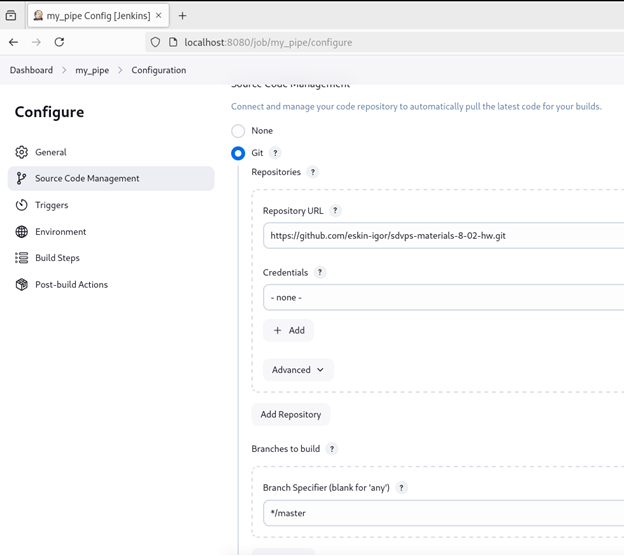 my_pipe Config [Jenkins]
localhost:8080/job/my_pipe/configure
Dashboard > my_pipe > Configuration
Configure
General
Source Code Management
Triggers
Environment
Build Steps
Post-build Actions
Source Code Management
Connect and manage your code repository to automatically pull the latest code for your builds.
None
Git ?
Repositories ?
Repository URL ?
https://github.com/eskin-igor/sdvps-materials-8-02-hw.git
Credentials ?
- none -
+ Add
Advanced
Add Repository
Branches to build ?
Branch Specifier (blank for 'any') ?
*/master